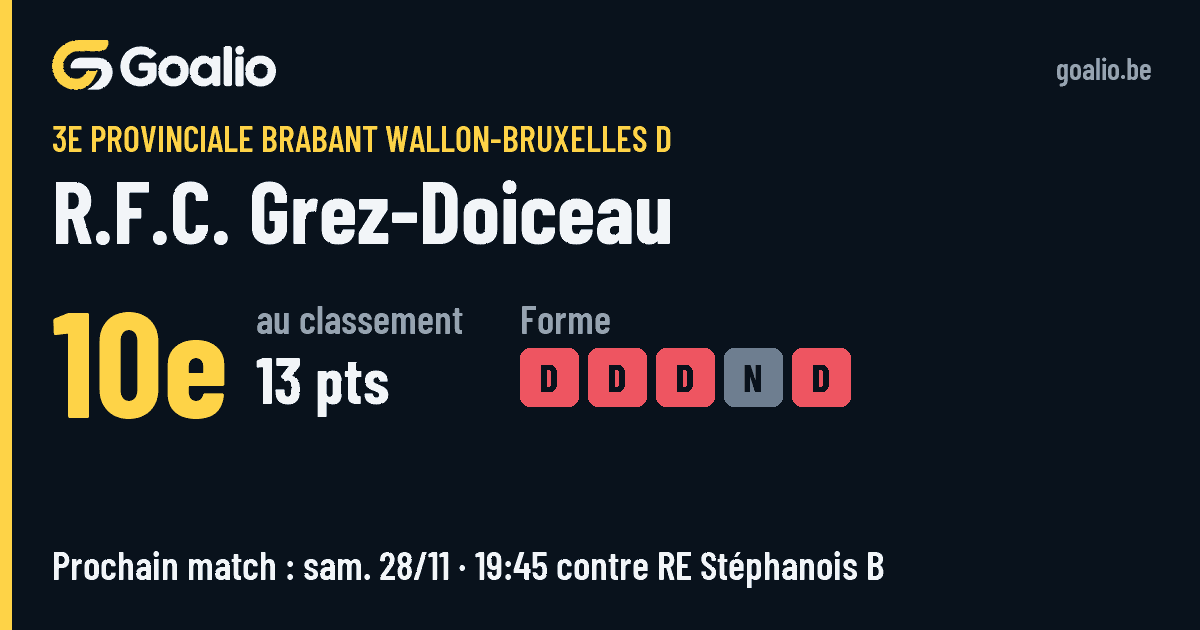 Goalio
goalio.be
3E PROVINCIALE BRABANT WALLON-BRUXELLES D
R.F.C. Grez-Doiceau
10e
au classement
13 pts
Forme
D D D N D
Prochain match : sam. 28/11 · 19:45 contre RE Stéphanois B